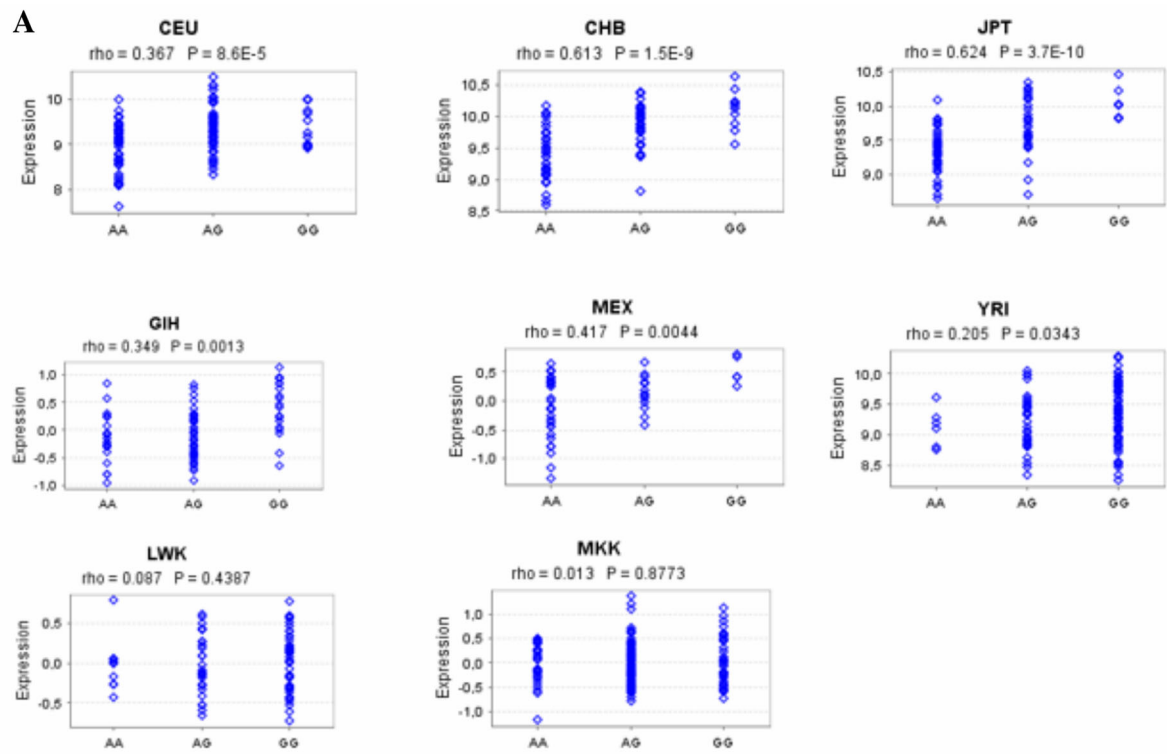 A
CEU
rho = 0.367 P = 8.6E-5
Expression
10
9
8
AA AG GG
CHB
rho = 0.613 P = 1.5E-9
Expression
10,5
10,0
9,5
9,0
8,5
AA AG GG
JPT
rho = 0.624 P = 3.7E-10
Expression
10,5
10,0
9,5
9,0
AA AG GG
GIH
rho = 0.349 P = 0.0013
Expression
1,0
0,5
0,0
-0,5
-1,0
AA AG GG
MEX
rho = 0.417 P = 0.0044
Expression
0,5
0,0
-0,5
-1,0
AA AG GG
YRI
rho = 0.205 P = 0.0343
Expression
10,0
9,5
9,0
8,5
AA AG GG
LWK
rho = 0.087 P = 0.4387
Expression
0,5
0,0
-0,5
AA AG GG
MKK
rho = 0.013 P = 0.8773
Expression
1,0
0,5
0,0
-0,5
-1,0
AA AG GG